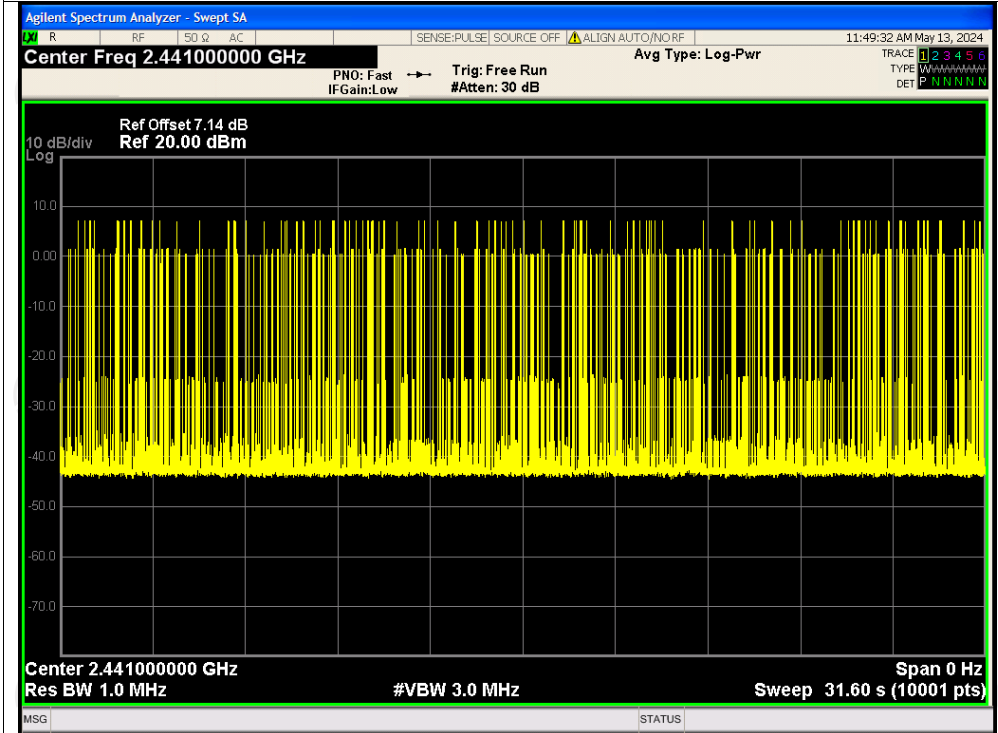 Agilent Spectrum Analyzer - Swept SA
LXI R RF 50 Ω AC SENSE:PULSE SOURCE OFF ALIGN AUTO/NO RF 11:49:32 AM May 13, 2024
Center Freq 2.441000000 GHz Avg Type: Log-Pwr TRACE 1 2 3 4 5 6
PNO: Fast Trig: Free Run TYPE W
IFGain:Low #Atten: 30 dB DET P N N N N N
Ref Offset 7.14 dB
10 dB/div Ref 20.00 dBm
Log
10.0
0.00
-10.0
-20.0
-30.0
-40.0
-50.0
-60.0
-70.0
Center 2.441000000 GHz Span 0 Hz
Res BW 1.0 MHz #VBW 3.0 MHz Sweep 31.60 s (10001 pts)
MSG STATUS